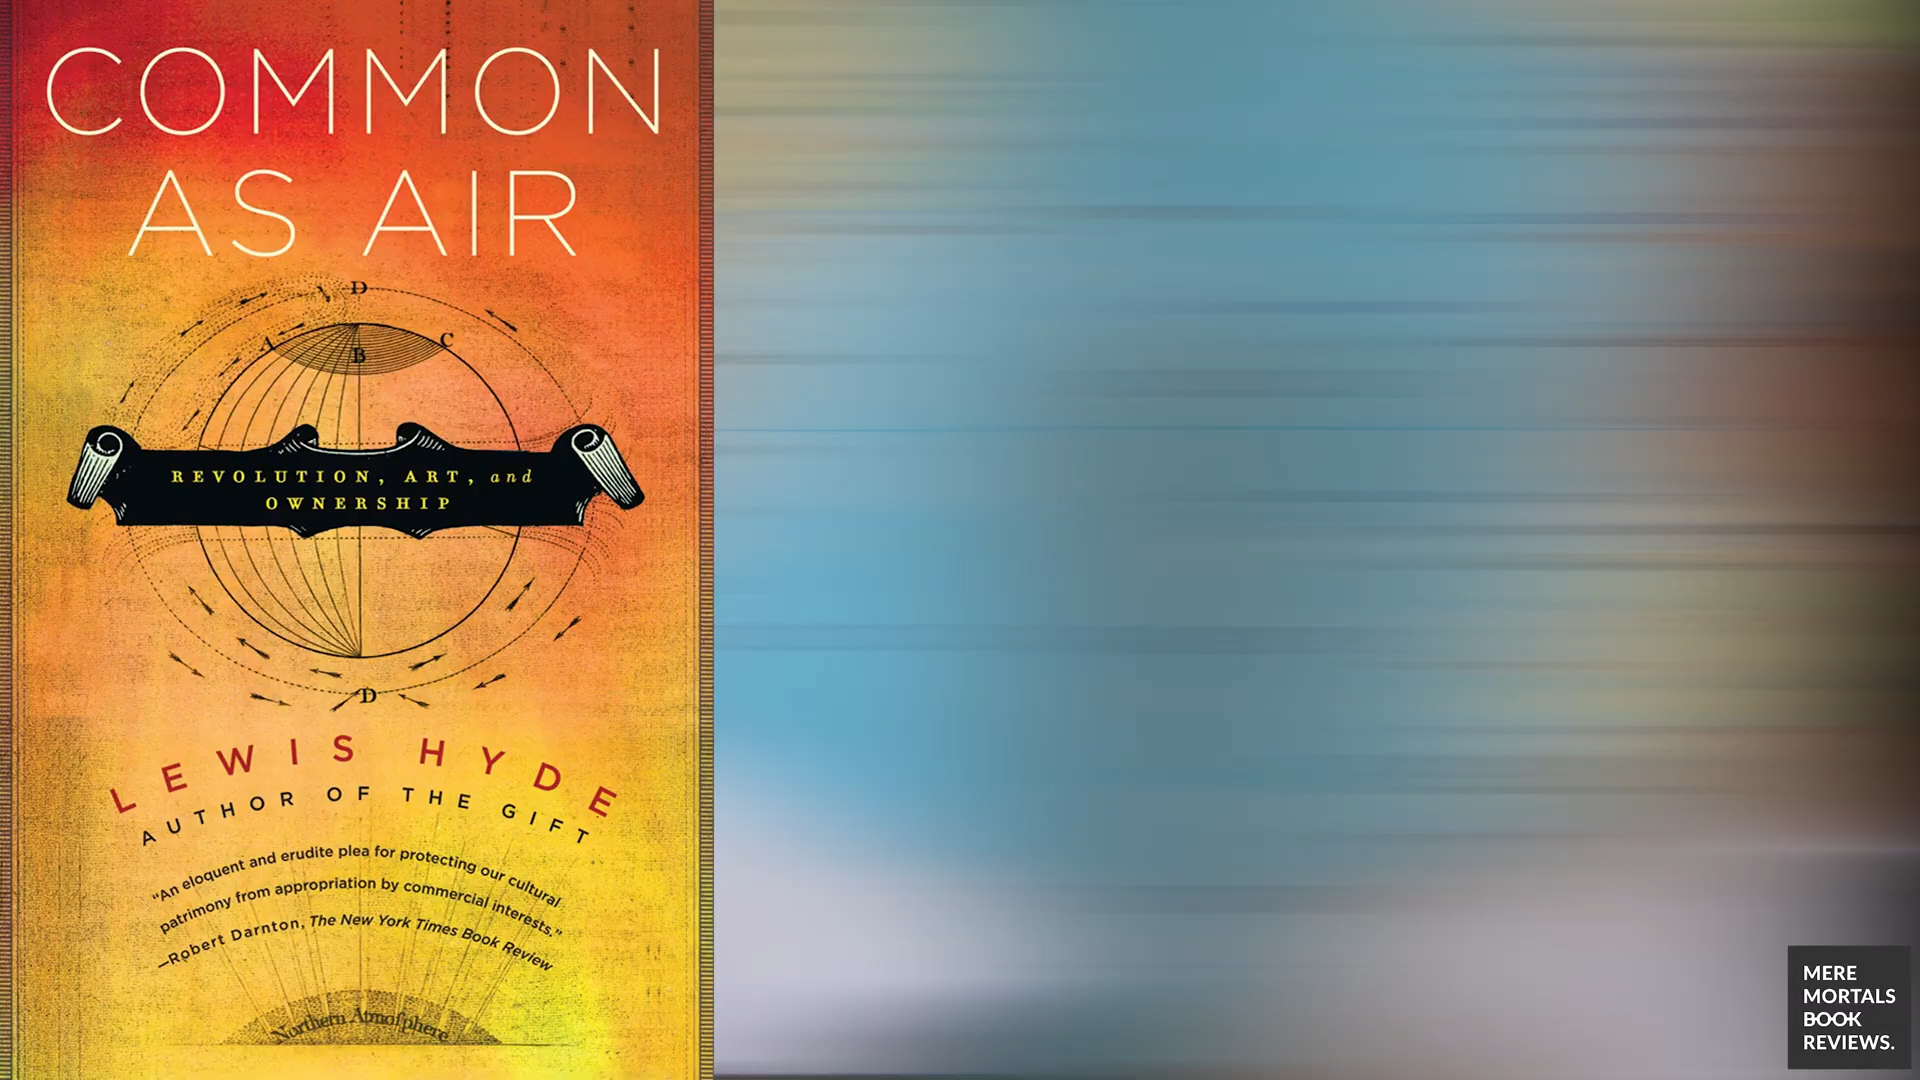 COMMON
AS AIR
D
A
B
C
REVOLUTION, ART, and
OWNERSHIP
D
LEWIS HYDE
AUTHOR OF THE GIFT
“An eloquent and erudite plea for protecting our cultural
patrimony from appropriation by commercial interests.”
—Robert Darnton, The New York Times Book Review
Northern Atmoſphere
MERE
MORTALS
BOOK
REVIEWS.